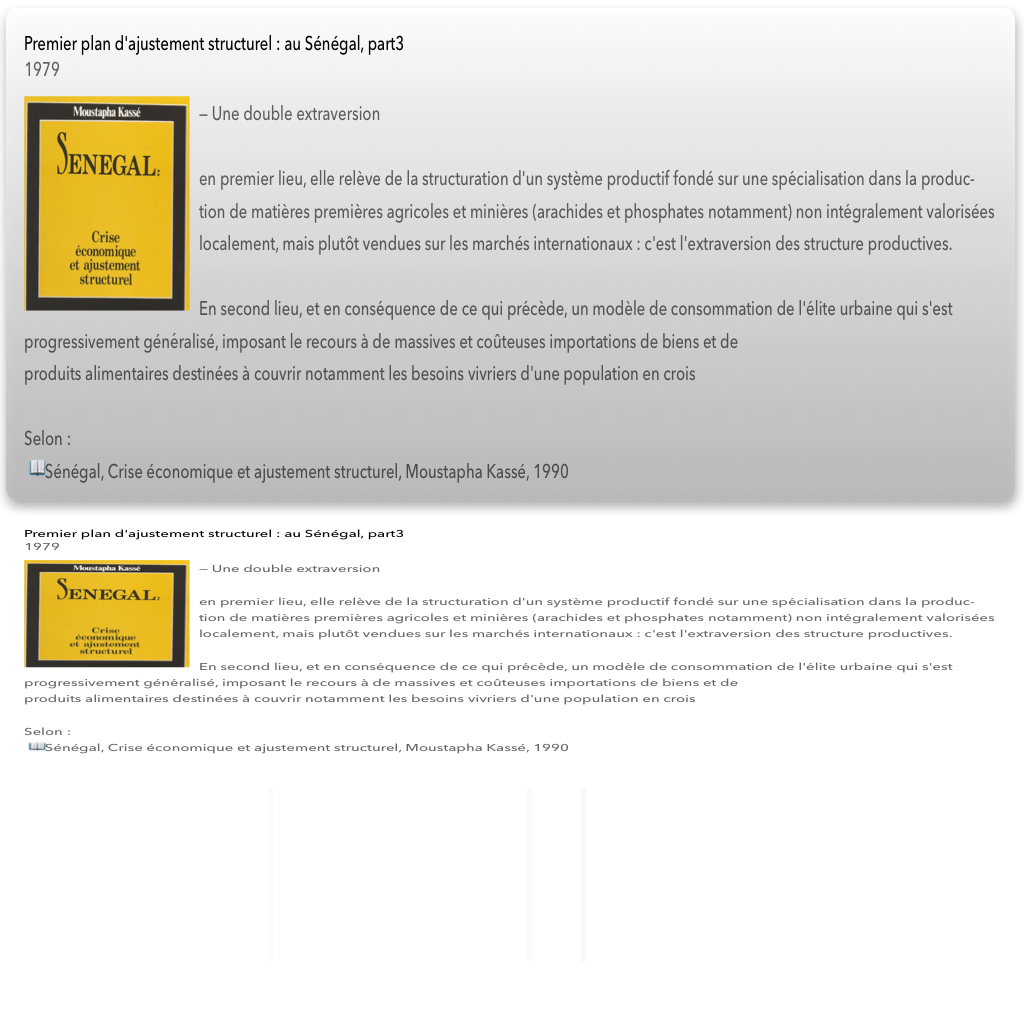 Premier plan d'ajustement structurel : au Sénégal, part3
1979
Moustapha Kassé
SENEGAL:
Crise
économique
et ajustement
structurel
– Une double extraversion
en premier lieu, elle relève de la structuration d'un système productif fondé sur une spécialisation dans la produc-
tion de matières premières agricoles et minières (arachides et phosphates notamment) non intégralement valorisées
localement, mais plutôt vendues sur les marchés internationaux : c'est l'extraversion des structure productives.
En second lieu, et en conséquence de ce qui précède, un modèle de consommation de l'élite urbaine qui s'est
progressivement généralisé, imposant le recours à de massives et coûteuses importations de biens et de
produits alimentaires destinées à couvrir notamment les besoins vivriers d'une population en crois
Selon :
Sénégal, Crise économique et ajustement structurel, Moustapha Kassé, 1990
Premier plan d'ajustement structurel : au Sénégal, part3
1979
Moustapha Kassé
SENEGAL:
Crise
économique
et ajustement
structurel
– Une double extraversion
en premier lieu, elle relève de la structuration d'un système productif fondé sur une spécialisation dans la produc-
tion de matières premières agricoles et minières (arachides et phosphates notamment) non intégralement valorisées
localement, mais plutôt vendues sur les marchés internationaux : c'est l'extraversion des structure productives.
En second lieu, et en conséquence de ce qui précède, un modèle de consommation de l'élite urbaine qui s'est
progressivement généralisé, imposant le recours à de massives et coûteuses importations de biens et de
produits alimentaires destinées à couvrir notamment les besoins vivriers d'une population en crois
Selon :
Sénégal, Crise économique et ajustement structurel, Moustapha Kassé, 1990